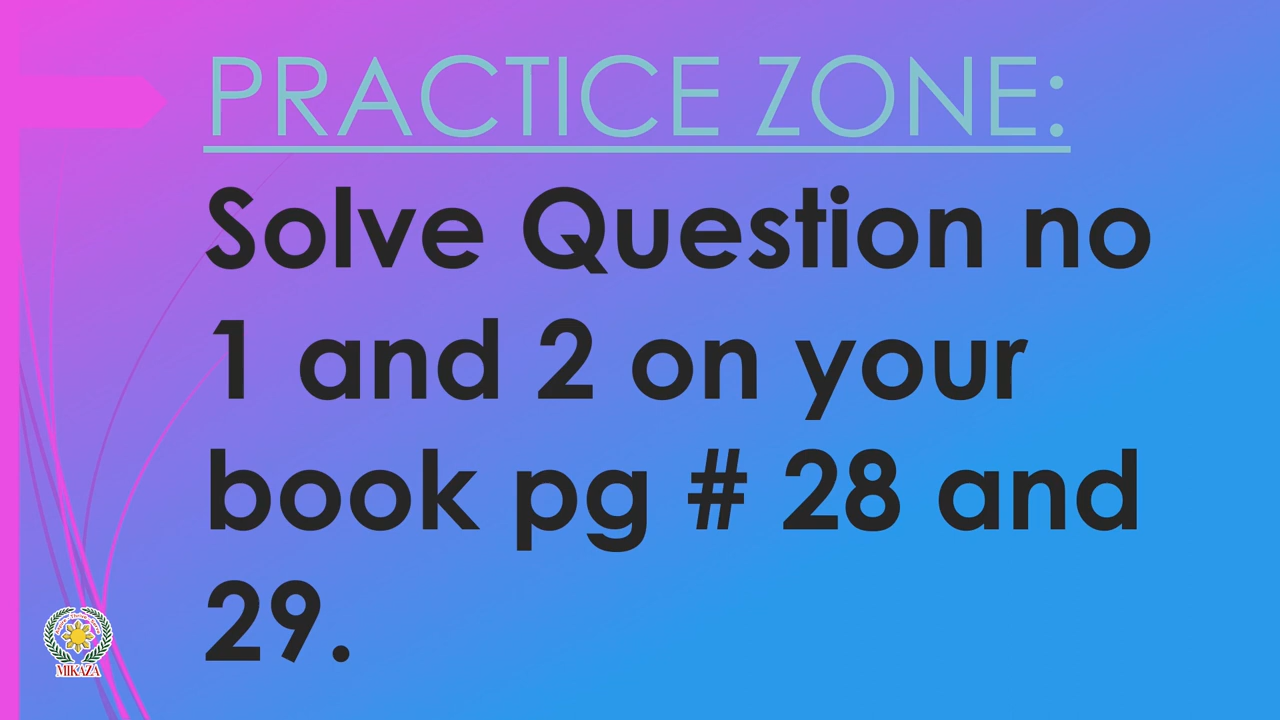 PRACTICE ZONE:
Solve Question no
1 and 2 on your
book pg # 28 and
29.
MIKAZA